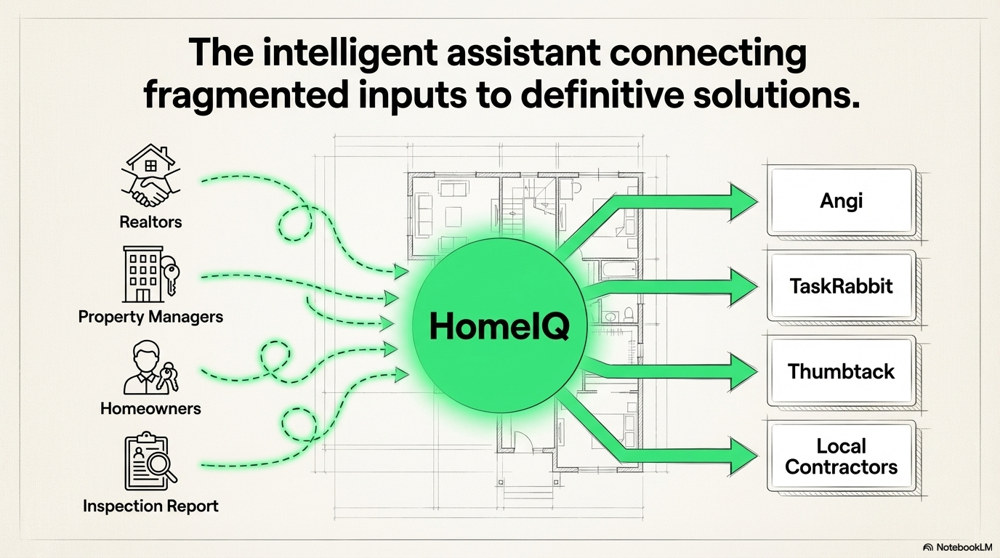 The intelligent assistant connecting
fragmented inputs to definitive solutions.
Realtors
Property Managers
Homeowners
Inspection Report
HomeIQ
Angi
TaskRabbit
Thumbtack
Local
Contractors
NotebookLM